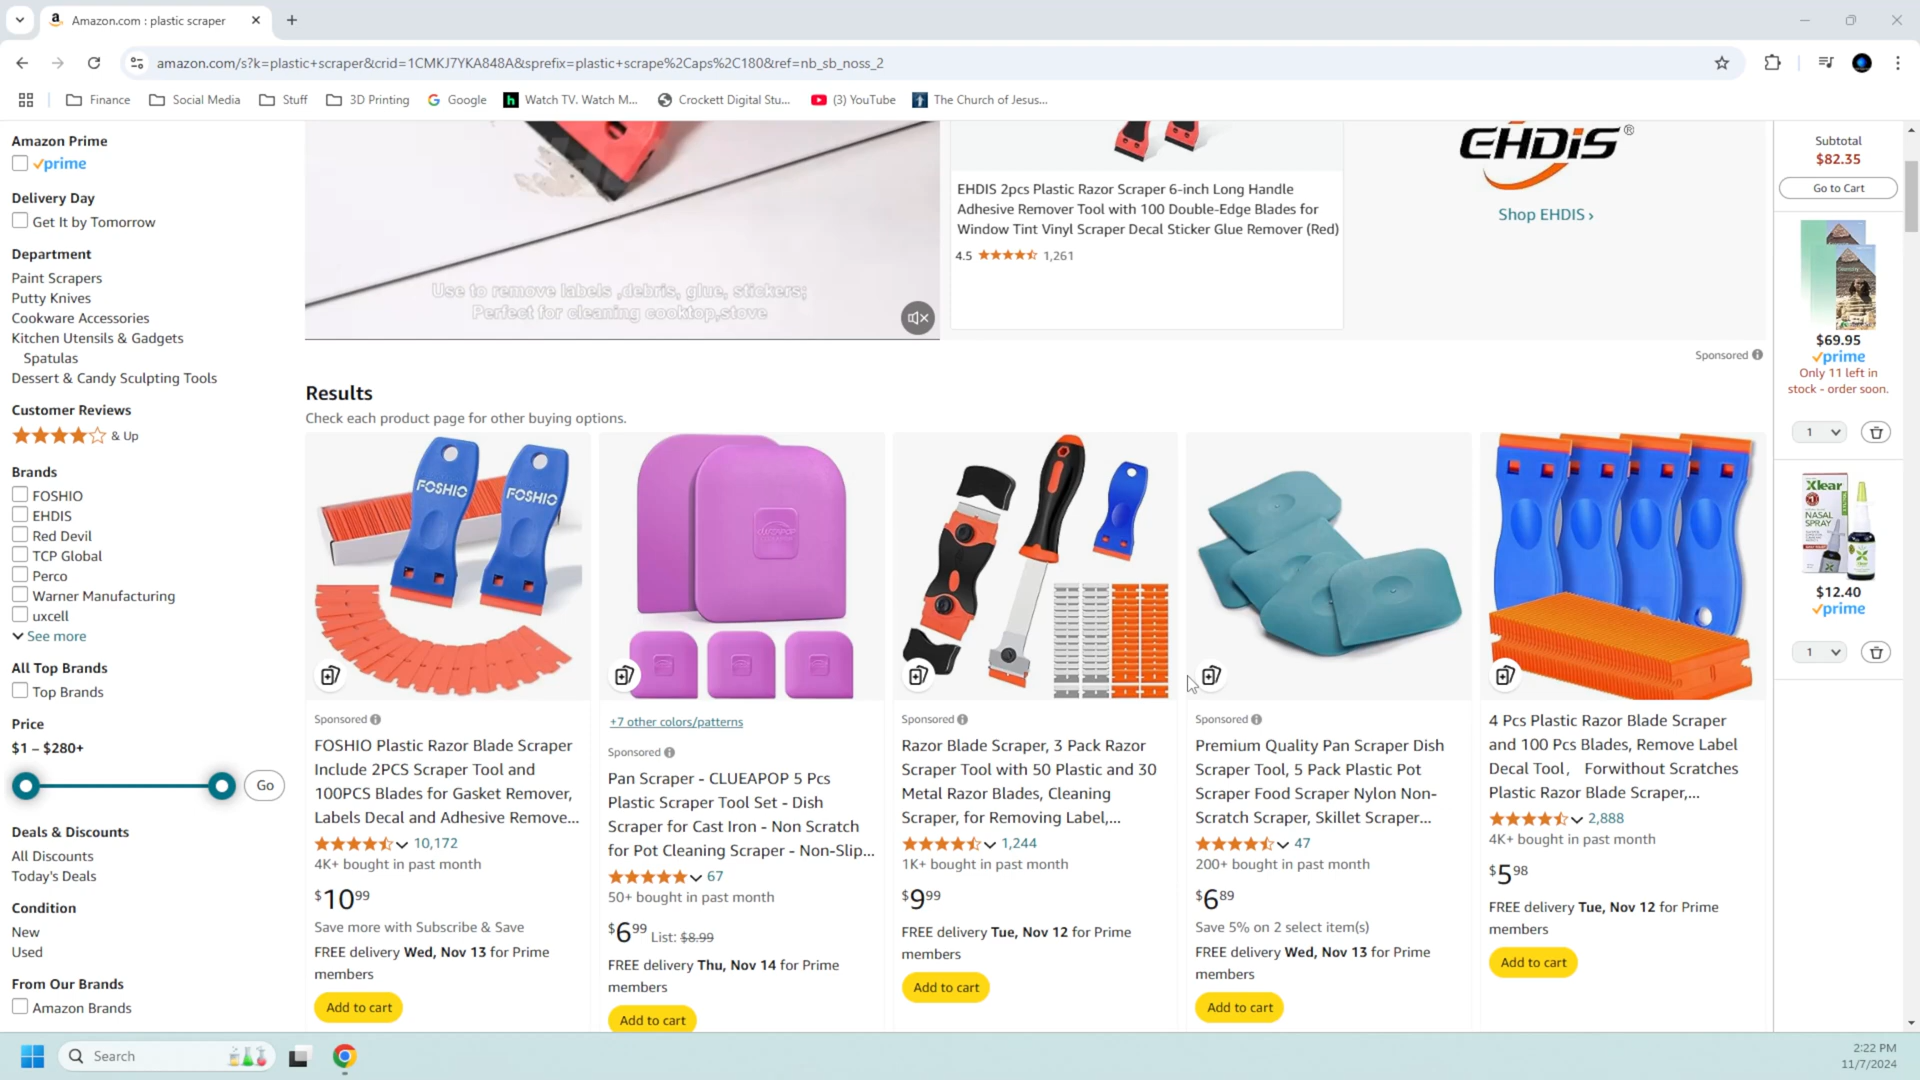 Amazon.com : plastic scraper
amazon.com/s?k=plastic+scraper&crid=1CMKJ7YKA848A&sprefix=plastic+scrape%2Caps%2C180&ref=nb_sb_noss_2
Finance
Social Media
Stuff
3D Printing
Google
Watch TV. Watch M...
Crockett Digital Stu...
(3) YouTube
The Church of Jesus...
Amazon Prime
prime
Delivery Day
Get It by Tomorrow
Department
Paint Scrapers
Putty Knives
Cookware Accessories
Kitchen Utensils & Gadgets
Spatulas
Dessert & Candy Sculpting Tools
Customer Reviews
& Up
Brands
FOSHIO
EHDIS
Red Devil
TCP Global
Perco
Warner Manufacturing
uxcell
See more
All Top Brands
Top Brands
Price
$1 – $280+
Go
Deals & Discounts
All Discounts
Today's Deals
Condition
New
Used
From Our Brands
Amazon Brands
Use to remove labels ,debris, glue, stickers;
Perfect for cleaning cooktop,stove
EHDIS 2pcs Plastic Razor Scraper 6-inch Long Handle
Adhesive Remover Tool with 100 Double-Edge Blades for
Window Tint Vinyl Scraper Decal Sticker Glue Remover (Red)
4.5 1,261
EHDIS®
Shop EHDIS ›
Sponsored
Results
Check each product page for other buying options.
FOSHIO
FOSHIO
Sponsored
FOSHIO Plastic Razor Blade Scraper
Include 2PCS Scraper Tool and
100PCS Blades for Gasket Remover,
Labels Decal and Adhesive Remove...
10,172
4K+ bought in past month
$10.99
Save more with Subscribe & Save
FREE delivery Wed, Nov 13 for Prime
members
Add to cart
+7 other colors/patterns
Sponsored
Pan Scraper - CLUEAPOP 5 Pcs
Plastic Scraper Tool Set - Dish
Scraper for Cast Iron - Non Scratch
for Pot Cleaning Scraper - Non-Slip...
67
50+ bought in past month
$6.99 List: $8.99
FREE delivery Thu, Nov 14 for Prime
members
Add to cart
Sponsored
Razor Blade Scraper, 3 Pack Razor
Scraper Tool with 50 Plastic and 30
Metal Razor Blades, Cleaning
Scraper, for Removing Label,...
1,244
1K+ bought in past month
$9.99
FREE delivery Tue, Nov 12 for Prime
members
Add to cart
Sponsored
Premium Quality Pan Scraper Dish
Scraper Tool, 5 Pack Plastic Pot
Scraper Food Scraper Nylon Non-
Scratch Scraper, Skillet Scraper...
47
200+ bought in past month
$6.89
Save 5% on 2 select item(s)
FREE delivery Wed, Nov 13 for Prime
members
Add to cart
4 Pcs Plastic Razor Blade Scraper
and 100 Pcs Blades, Remove Label
Decal Tool， Forwithout Scratches
Plastic Razor Blade Scraper,...
2,888
4K+ bought in past month
$5.98
FREE delivery Tue, Nov 12 for Prime
members
Add to cart
Subtotal
$82.35
Go to Cart
$69.95
prime
Only 11 left in
stock - order soon.
1
Xlear
NASAL
SPRAY
$12.40
prime
1
Search
2:22 PM
11/7/2024